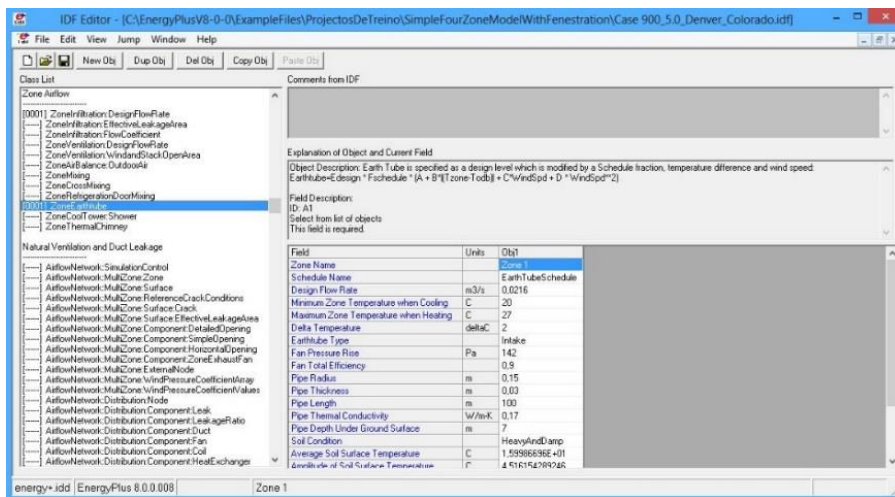 IDF Editor - [C:\EnergyPlusV8-0-0\ExampleFiles\ProjectosDeTreino\SimpleFourZoneModelWithFenestration\Case 900_5.0_Denver_Colorado.idf]
File Edit View Jump Window Help
New Obj Dup Obj Del Obj Copy Obj Paste Obj
Class List
Zone Airflow
[0001] ZoneInfiltration:DesignFlowRate
[------] ZoneInfiltration:EffectiveLeakageArea
[------] ZoneInfiltration:FlowCoefficient
[------] ZoneVentilation:DesignFlowRate
[------] ZoneVentilation:WindandStackOpenArea
[------] ZoneAirBalance:OutdoorAir
[------] ZoneMixing
[------] ZoneCrossMixing
[------] ZoneRefrigerationDoorMixing
[0001] ZoneEarthtube
[------] ZoneCoolTower:Shower
[------] ZoneThermalChimney
Natural Ventilation and Duct Leakage
[------] AirflowNetwork:SimulationControl
[------] AirflowNetwork:MultiZone:Zone
[------] AirflowNetwork:MultiZone:Surface
[------] AirflowNetwork:MultiZone:ReferenceCrackConditions
[------] AirflowNetwork:MultiZone:Surface:Crack
[------] AirflowNetwork:MultiZone:Surface:EffectiveLeakageArea
[------] AirflowNetwork:MultiZone:Component:DetailedOpening
[------] AirflowNetwork:MultiZone:Component:SimpleOpening
[------] AirflowNetwork:MultiZone:Component:HorizontalOpening
[------] AirflowNetwork:MultiZone:Component:ZoneExhaustFan
[------] AirflowNetwork:MultiZone:ExternalNode
[------] AirflowNetwork:MultiZone:WindPressureCoefficientArray
[------] AirflowNetwork:MultiZone:WindPressureCoefficientValues
[------] AirflowNetwork:Distribution:Node
[------] AirflowNetwork:Distribution:Component:Leak
[------] AirflowNetwork:Distribution:Component:LeakageRatio
[------] AirflowNetwork:Distribution:Component:Duct
[------] AirflowNetwork:Distribution:Component:Fan
[------] AirflowNetwork:Distribution:Component:Coil
[------] AirflowNetwork:Distribution:Component:HeatExchanger
Comments from IDF
Explanation of Object and Current Field
Object Description: Earth Tube is specified as a design level which is modified by a Schedule fraction, temperature difference and wind speed:
Earthtube=Edesign * Fschedule * (A + B*|(Tzone-Todb)| + C*WindSpd + D * WindSpd**2)
Field Description:
ID: A1
Select from list of objects
This field is required.
Field Units Obj1
Zone Name Zone 1
Schedule Name EarthTubeSchedule
Design Flow Rate m3/s 0,0216
Minimum Zone Temperature when Cooling C 20
Maximum Zone Temperature when Heating C 27
Delta Temperature deltaC 2
Earthtube Type Intake
Fan Pressure Rise Pa 142
Fan Total Efficiency 0,9
Pipe Radius m 0,15
Pipe Thickness m 0,03
Pipe Length m 100
Pipe Thermal Conductivity W/m-K 0,17
Pipe Depth Under Ground Surface m 7
Soil Condition HeavyAndDamp
Average Soil Surface Temperature C 1,59986696E+01
Amplitude of Soil Surface Temperature C 4,516154289246
energy+.idd EnergyPlus 8.0.0.008 Zone 1